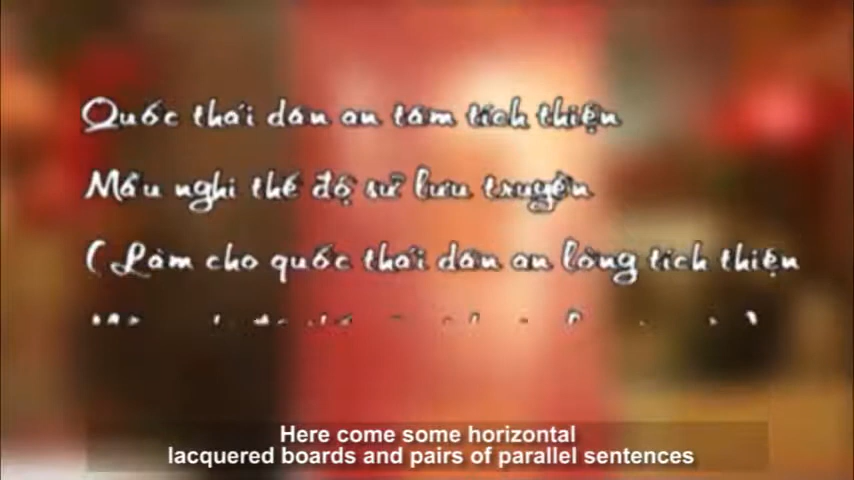 Quốc thái dân an tâm tích thiện
Mẫu nghi thế độ sử lưu truyền
( Làm cho quốc thái dân an lòng tích thiện
Here come some horizontal
lacquered boards and pairs of parallel sentences